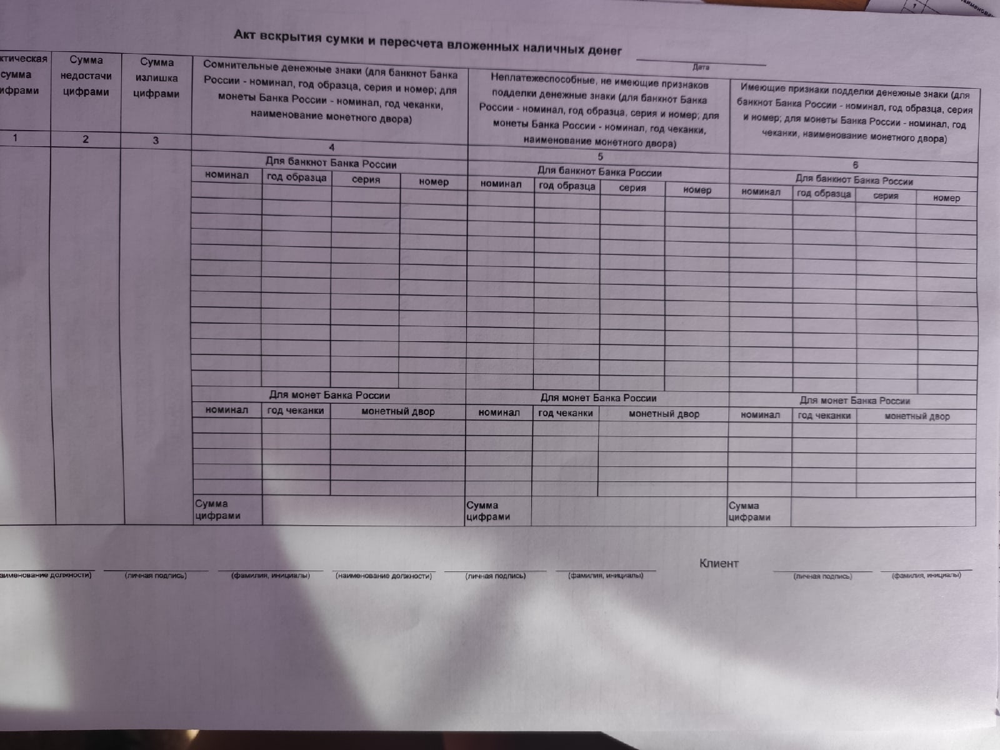 Акт вскрытия сумки и пересчета вложенных наличных денег
Дата
ктическая
сумма
ифрами
Сумма
недостачи
цифрами
Сумма
излишка
цифрами
Сомнительные денежные знаки (для банкнот Банка
России - номинал, год образца, серия и номер; для
монеты Банка России - номинал, год чеканки,
наименование монетного двора)
Неплатежеспособные, не имеющие признаков
подделки денежные знаки (для банкнот Банка
России - номинал, год образца, серия и номер; для
монеты Банка России - номинал, год чеканки,
наименование монетного двора)
Имеющие признаки подделки денежные знаки (для
банкнот Банка России - номинал, год образца, серия
и номер; для монеты Банка России - номинал, год
чеканки, наименование монетного двора)
1 2 3 4 5 6
Для банкнот Банка России Для банкнот Банка России Для банкнот Банка России
номинал год образца серия номер номинал год образца серия номер номинал год образца серия номер
Для монет Банка России Для монет Банка России Для монет Банка России
номинал год чеканки монетный двор номинал год чеканки монетный двор номинал год чеканки монетный двор
Сумма
цифрами
Сумма
цифрами
Сумма
цифрами
Клиент
аименование должности) (личная подпись) (фамилия, инициалы) (наименование должности) (личная подпись) (фамилия, инициалы) (личная подпись) (фамилия, инициалы)